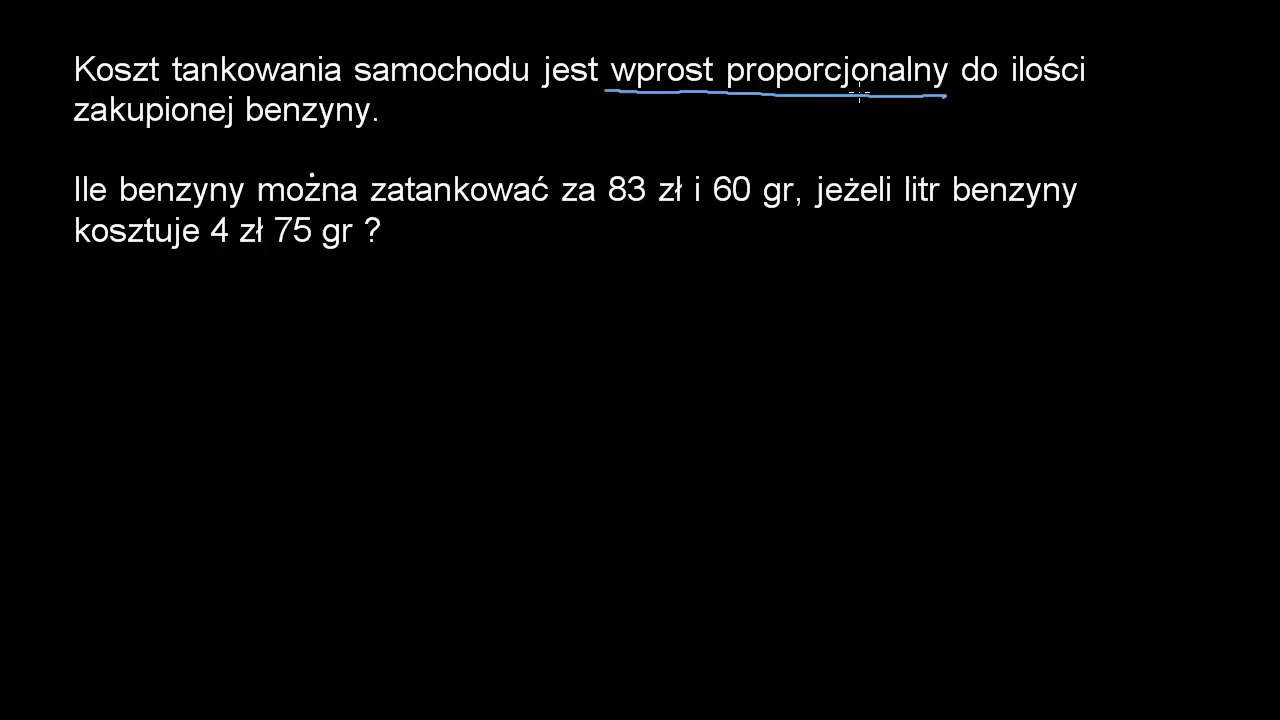 Koszt tankowania samochodu jest wprost proporcjonalny do ilości
zakupionej benzyny.
Ile benzyny można zatankować za 83 zł i 60 gr, jeżeli litr benzyny
kosztuje 4 zł 75 gr ?